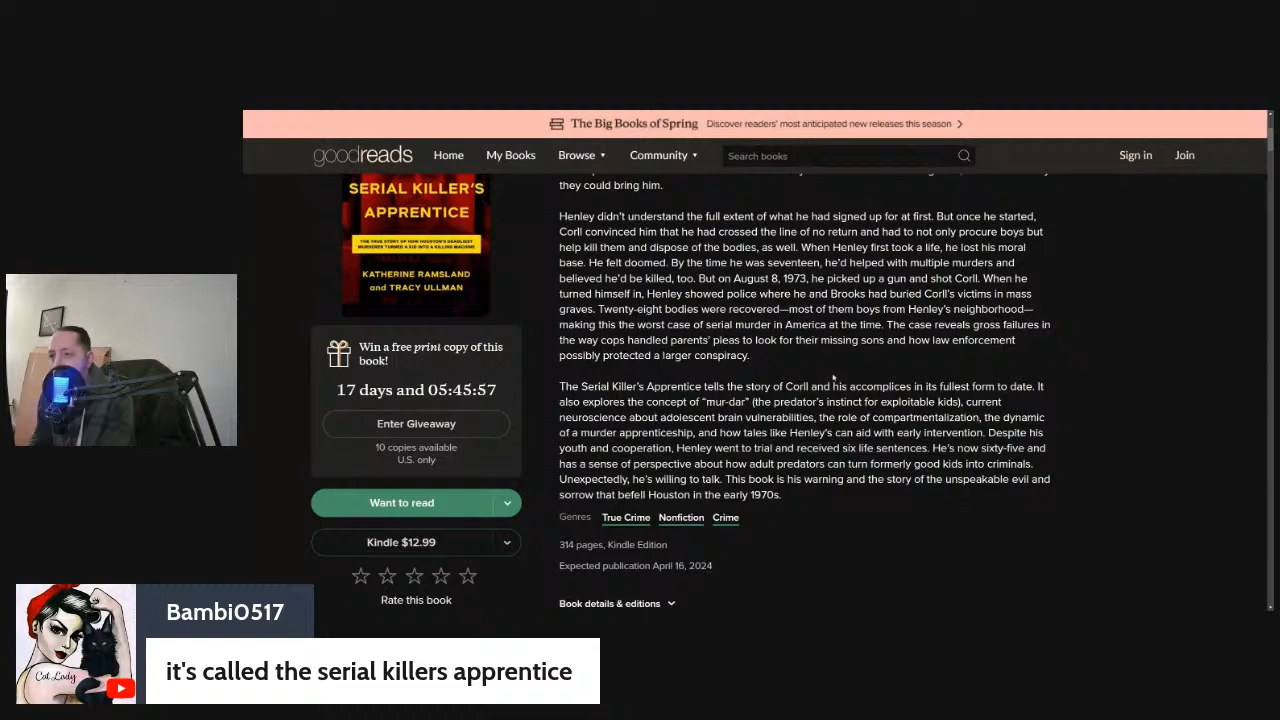 The Big Books of Spring Discover readers' most anticipated new releases this season
goodreads Home My Books Browse Community Search books Sign in Join
SERIAL KILLER'S
APPRENTICE
THE TRUE STORY OF HOW HOUSTON'S DEADLIEST
MURDERER TURNED A KID INTO A KILLING MACHINE
KATHERINE RAMSLAND
and TRACY ULLMAN
Win a free print copy of this
book!
17 days and 05:45:57
Enter Giveaway
10 copies available
U.S. only
Want to read
Kindle $12.99
Rate this book
they could bring him.
Henley didn't understand the full extent of what he had signed up for at first. But once he started,
Corll convinced him that he had crossed the line of no return and had to not only procure boys but
help kill them and dispose of the bodies, as well. When Henley first took a life, he lost his moral
base. He felt doomed. By the time he was seventeen, he'd helped with multiple murders and
believed he'd be killed, too. But on August 8, 1973, he picked up a gun and shot Corll. When he
turned himself in, Henley showed police where he and Brooks had buried Corll's victims in mass
graves. Twenty-eight bodies were recovered—most of them boys from Henley's neighborhood—
making this the worst case of serial murder in America at the time. The case reveals gross failures in
the way cops handled parents' pleas to look for their missing sons and how law enforcement
possibly protected a larger conspiracy.
The Serial Killer's Apprentice tells the story of Corll and his accomplices in its fullest form to date. It
also explores the concept of "mur-dar" (the predator's instinct for exploitable kids), current
neuroscience about adolescent brain vulnerabilities, the role of compartmentalization, the dynamic
of a murder apprenticeship, and how tales like Henley's can aid with early intervention. Despite his
youth and cooperation, Henley went to trial and received six life sentences. He's now sixty-five and
has a sense of perspective about how adult predators can turn formerly good kids into criminals.
Unexpectedly, he's willing to talk. This book is his warning and the story of the unspeakable evil and
sorrow that befell Houston in the early 1970s.
Genres True Crime Nonfiction Crime
314 pages, Kindle Edition
Expected publication April 16, 2024
Book details & editions
Cat Lady
Bambi0517
it's called the serial killers apprentice